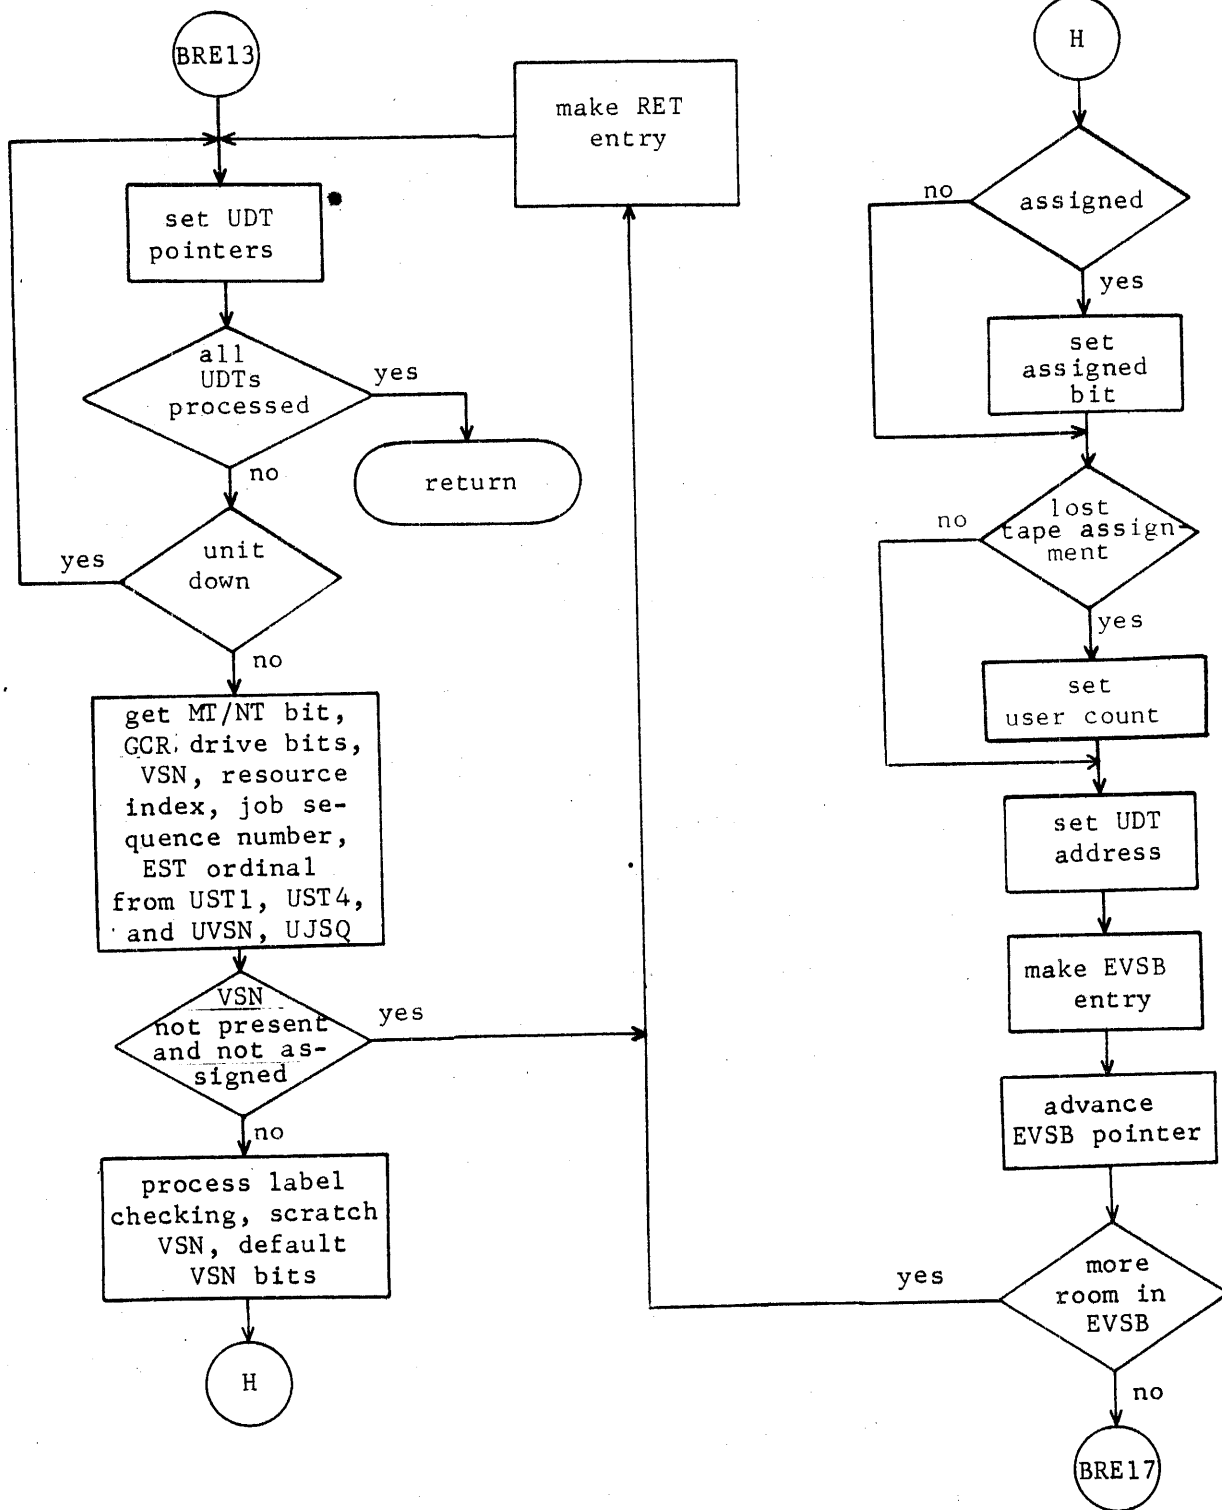 BRE13
make RET
entry
set UDT
pointers
all
UDTs
processed
yes
return
no
unit
down
yes
no
get MT/NT bit,
GCR drive bits,
VSN, resource
index, job se-
quence number,
EST ordinal
from UST1, UST4,
and UVSN, UJSQ
VSN
not present
and not as-
signed
yes
no
process label
checking, scratch
VSN, default
VSN bits
H
H
assigned
no
yes
set
assigned
bit
lost
tape assign-
ment
no
yes
set
user count
set UDT
address
make EVSB
entry
advance
EVSB pointer
more
room in
EVSB
yes
no
BRE17